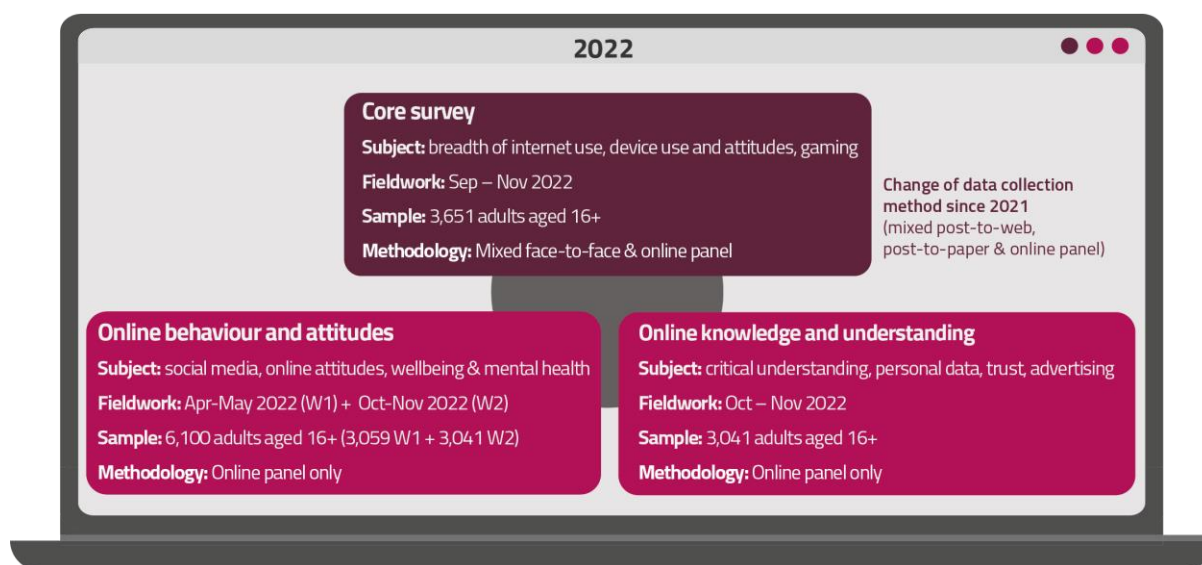 2022
Core survey
Subject: breadth of internet use, device use and attitudes, gaming
Fieldwork: Sep – Nov 2022
Sample: 3,651 adults aged 16+
Methodology: Mixed face-to-face & online panel
Change of data collection
method since 2021
(mixed post-to-web,
post-to-paper & online panel)
Online behaviour and attitudes
Subject: social media, online attitudes, wellbeing & mental health
Fieldwork: Apr-May 2022 (W1) + Oct-Nov 2022 (W2)
Sample: 6,100 adults aged 16+ (3,059 W1 + 3,041 W2)
Methodology: Online panel only
Online knowledge and understanding
Subject: critical understanding, personal data, trust, advertising
Fieldwork: Oct – Nov 2022
Sample: 3,041 adults aged 16+
Methodology: Online panel only